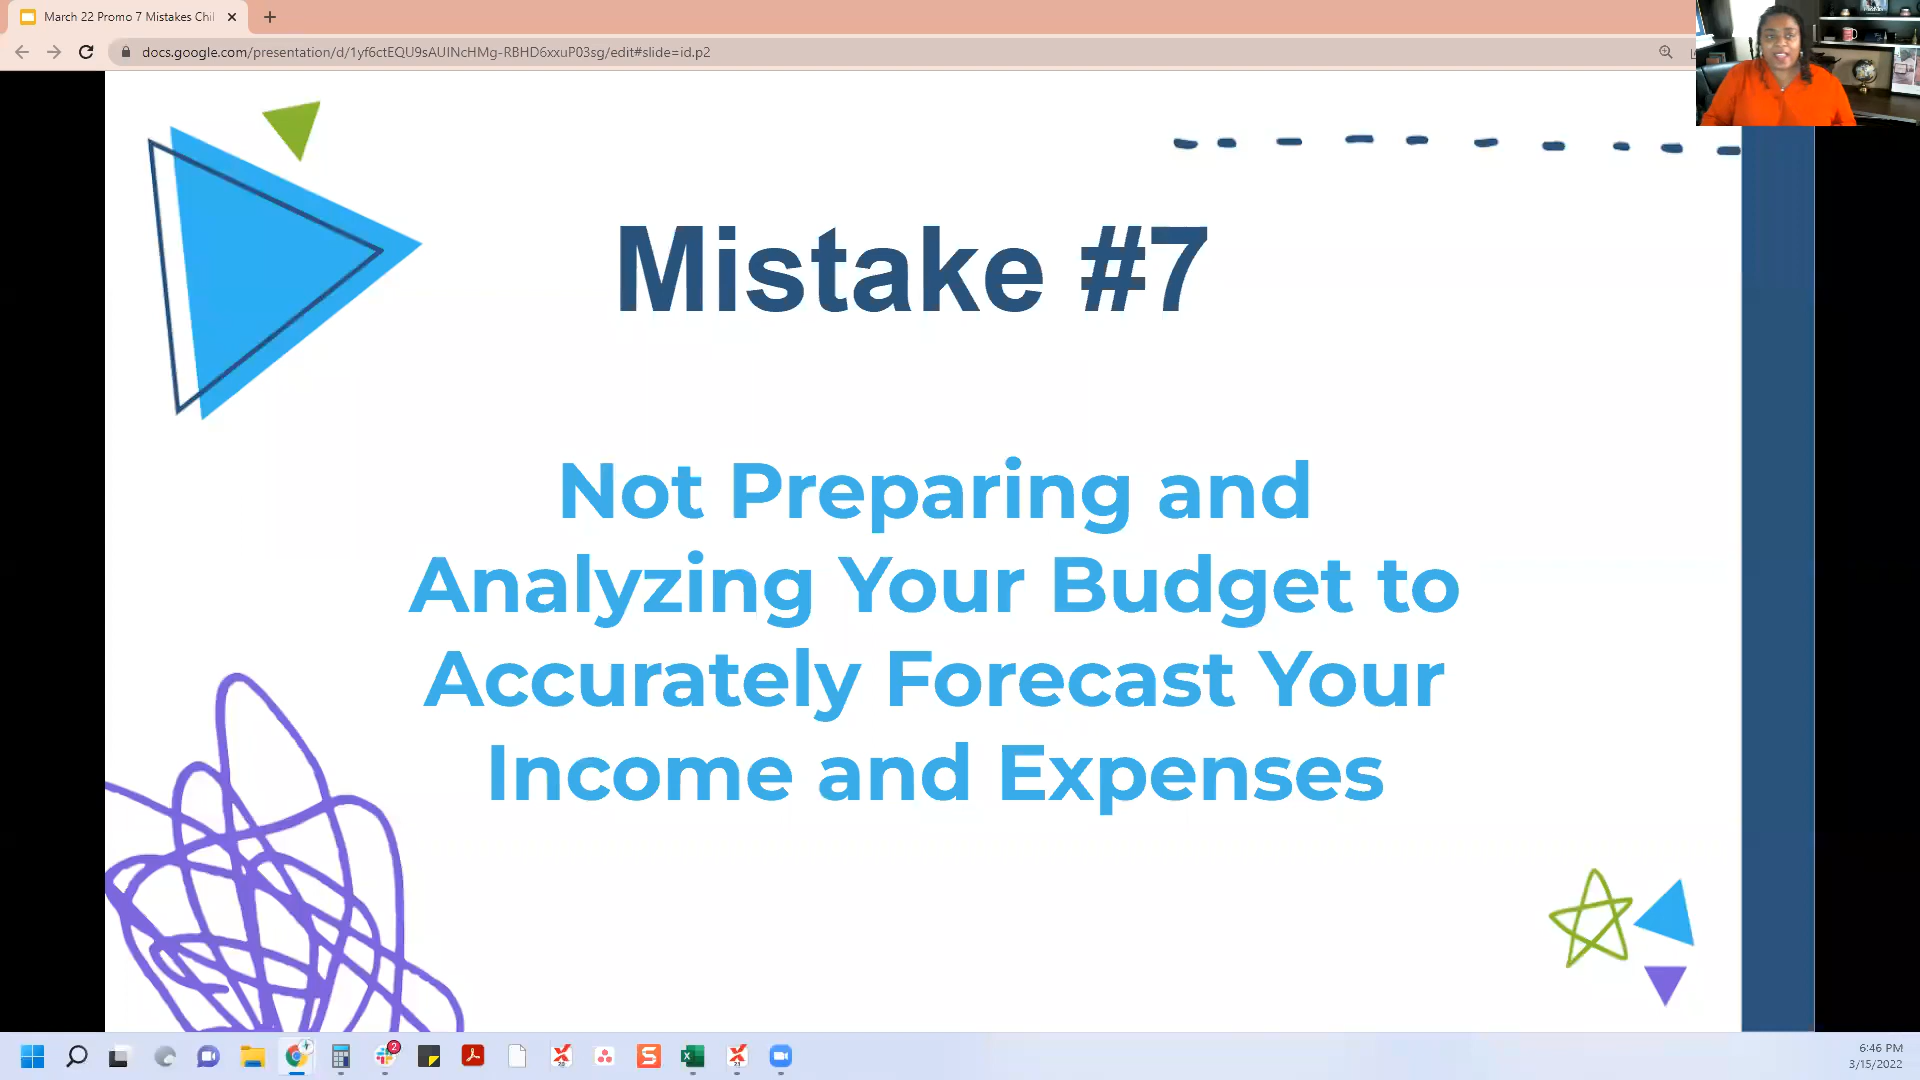 March 22 Promo 7 Mistakes Chil
docs.google.com/presentation/d/1yf6ctEQU9sAUINcHMg-RBHD6xxuP03sg/edit#slide=id.p2
Mistake #7
Not Preparing and
Analyzing Your Budget to
Accurately Forecast Your
Income and Expenses
2
6:46 PM
3/15/2022